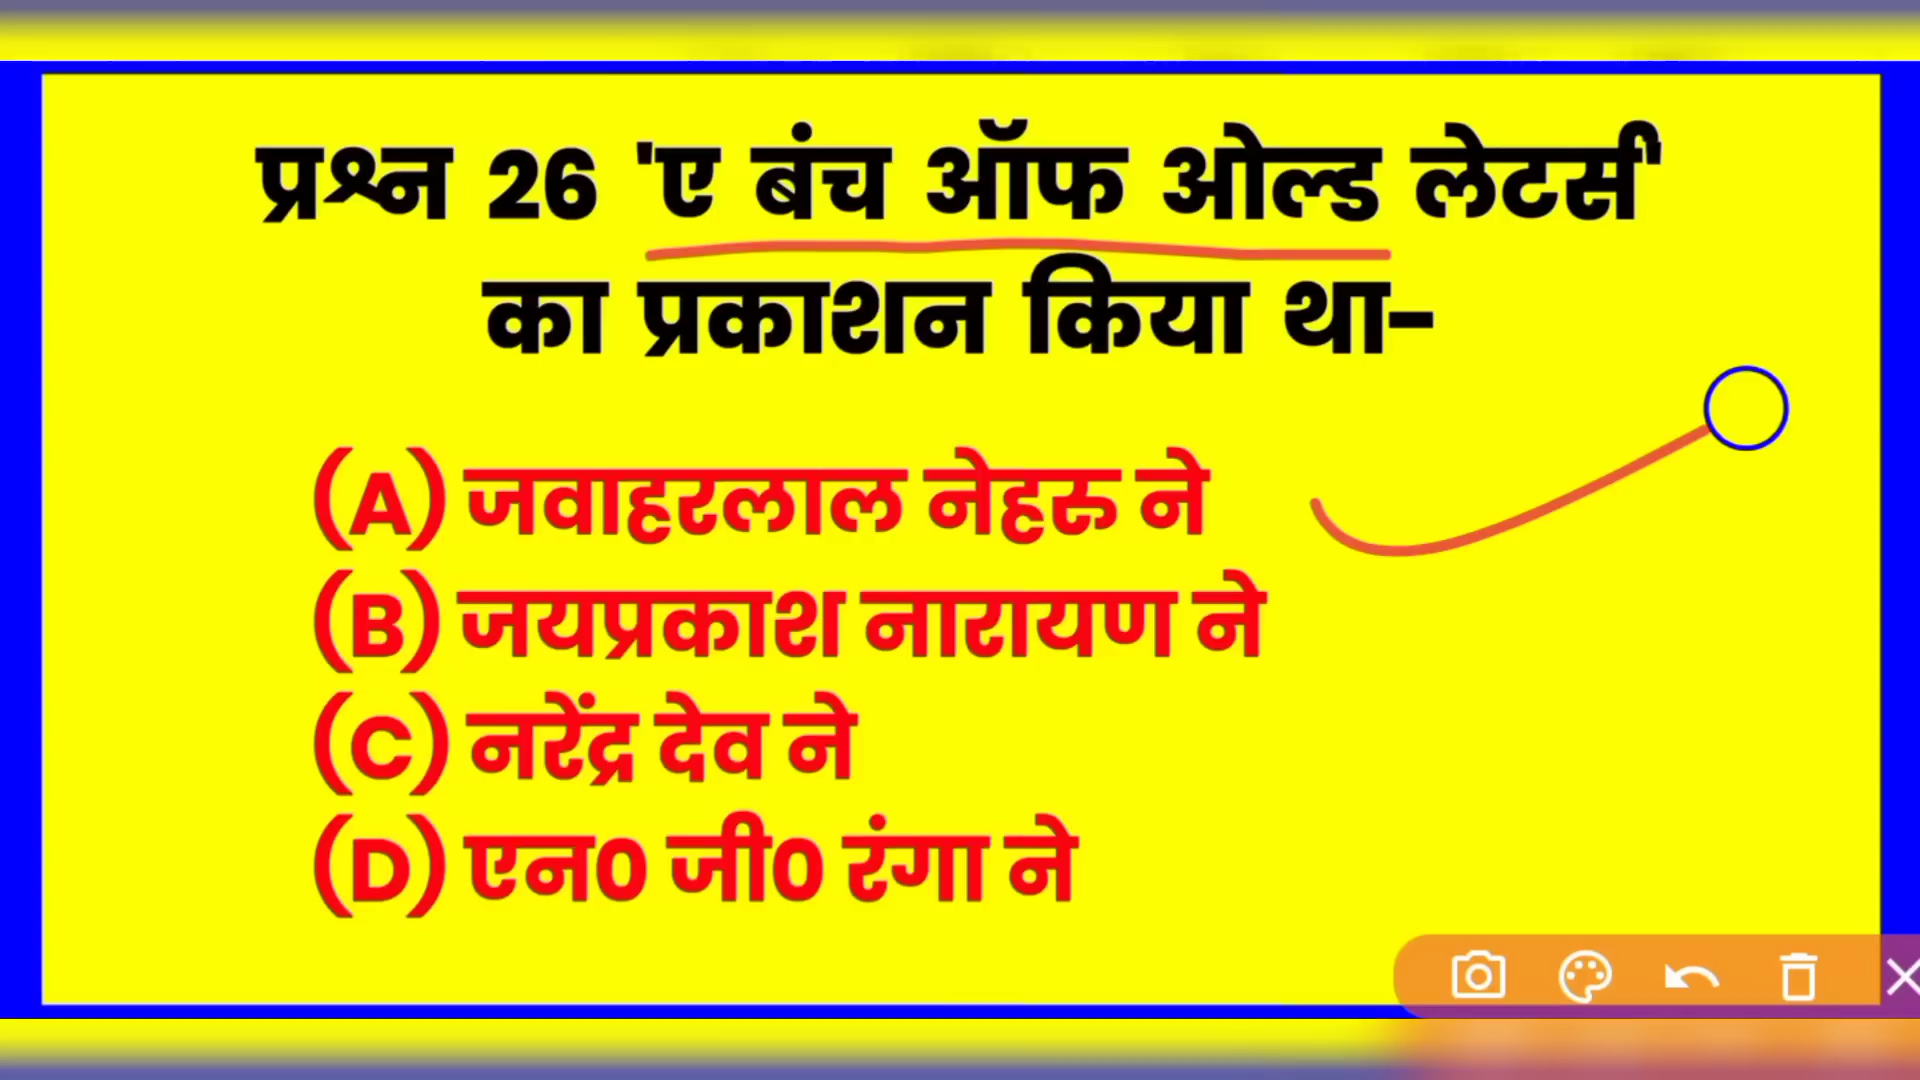 प्रश्न 26 'ए बंच ऑफ ओल्ड लेटर्स'
का प्रकाशन किया था-
(A) जवाहरलाल नेहरु ने
(B) जयप्रकाश नारायण ने
(C) नरेंद्र देव ने
(D) एन0 जी0 रंगा ने